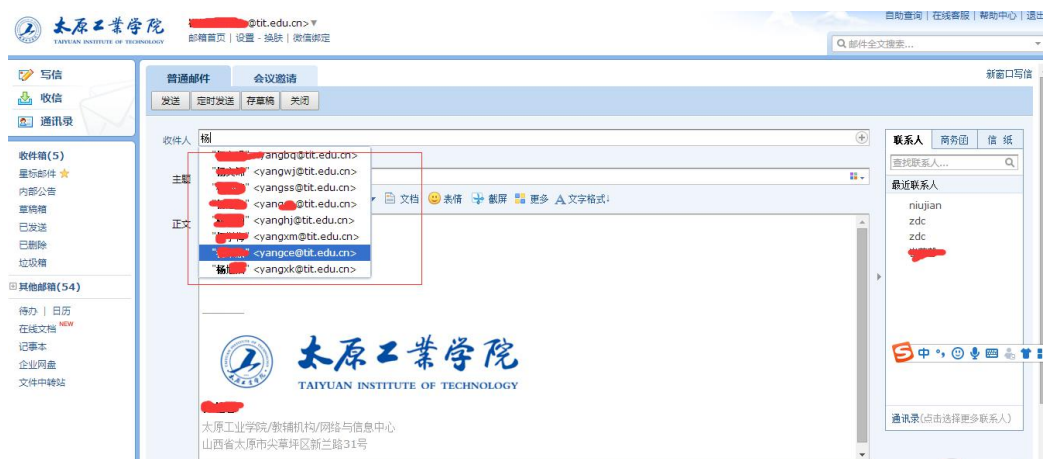 太原工业学院
TAIYUAN INSTITUTE OF TECHNOLOGY
@tit.edu.cn>▼
邮箱首页 | 设置 - 换肤 | 微信绑定
自助查询 | 在线客服 | 帮助中心 | 退出
邮件全文搜索...
写信
收信
通讯录
收件箱(5)
星标邮件
内部公告
草稿箱
已发送
已删除
垃圾箱
其他邮箱(54)
待办 | 日历
在线文档 NEW
记事本
企业网盘
文件中转站
普通邮件 会议邀请
新窗口写信
发送 定时发送 存草稿 关闭
收件人 杨
<yangbq@tit.edu.cn>
<yangwj@tit.edu.cn>
<yangss@tit.edu.cn>
@tit.edu.cn>
<yanghj@tit.edu.cn>
<yangxm@tit.edu.cn>
<yangce@tit.edu.cn>
"杨 " <yangxk@tit.edu.cn>
主题
文档 表情 截屏 更多 A 文字格式↓
正文
太原工业学院
TAIYUAN INSTITUTE OF TECHNOLOGY
太原工业学院/教辅机构/网络与信息中心
山西省太原市尖草坪区新兰路31号
联系人 商务函 信 纸
查找联系人...
最近联系人
niujian
zdc
zdc
中
通讯录(点击选择更多联系人)